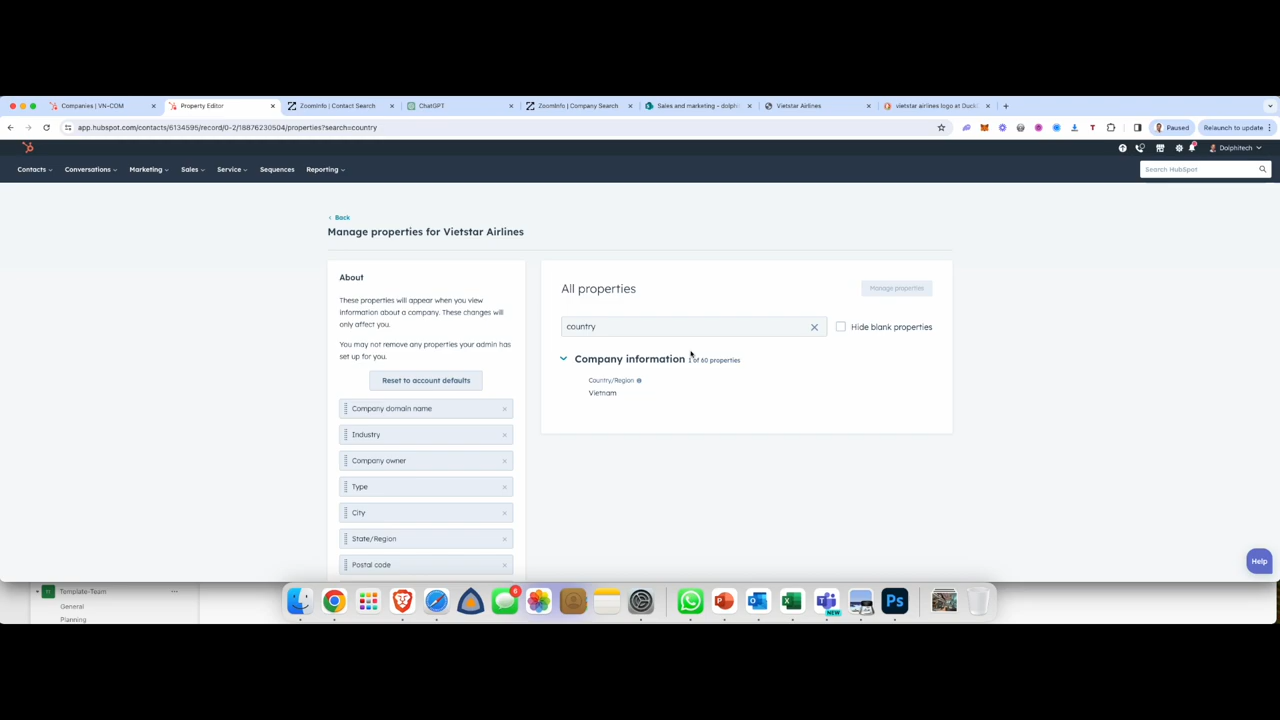 Companies | VN-COM
Property Editor
ZoomInfo | Contact Search
ChatGPT
ZoomInfo | Company Search
Sales and marketing - dolph
Vietstar Airlines
vietstar airlines logo at Duck
app.hubspot.com/contacts/6134595/record/0-2/18876230504/properties?search=country
Paused
Relaunch to update
Dolphitech
Contacts
Conversations
Marketing
Sales
Service
Sequences
Reporting
Search HubSpot
Back
Manage properties for Vietstar Airlines
About
These properties will appear when you view
information about a company. These changes will
only affect you.
You may not remove any properties your admin has
set up for you.
Reset to account defaults
Company domain name
Industry
Company owner
Type
City
State/Region
Postal code
All properties
Manage properties
country
Hide blank properties
Company information 1 of 60 properties
Country/Region
Vietnam
Help
Template-Team
General
Planning
6
NEW